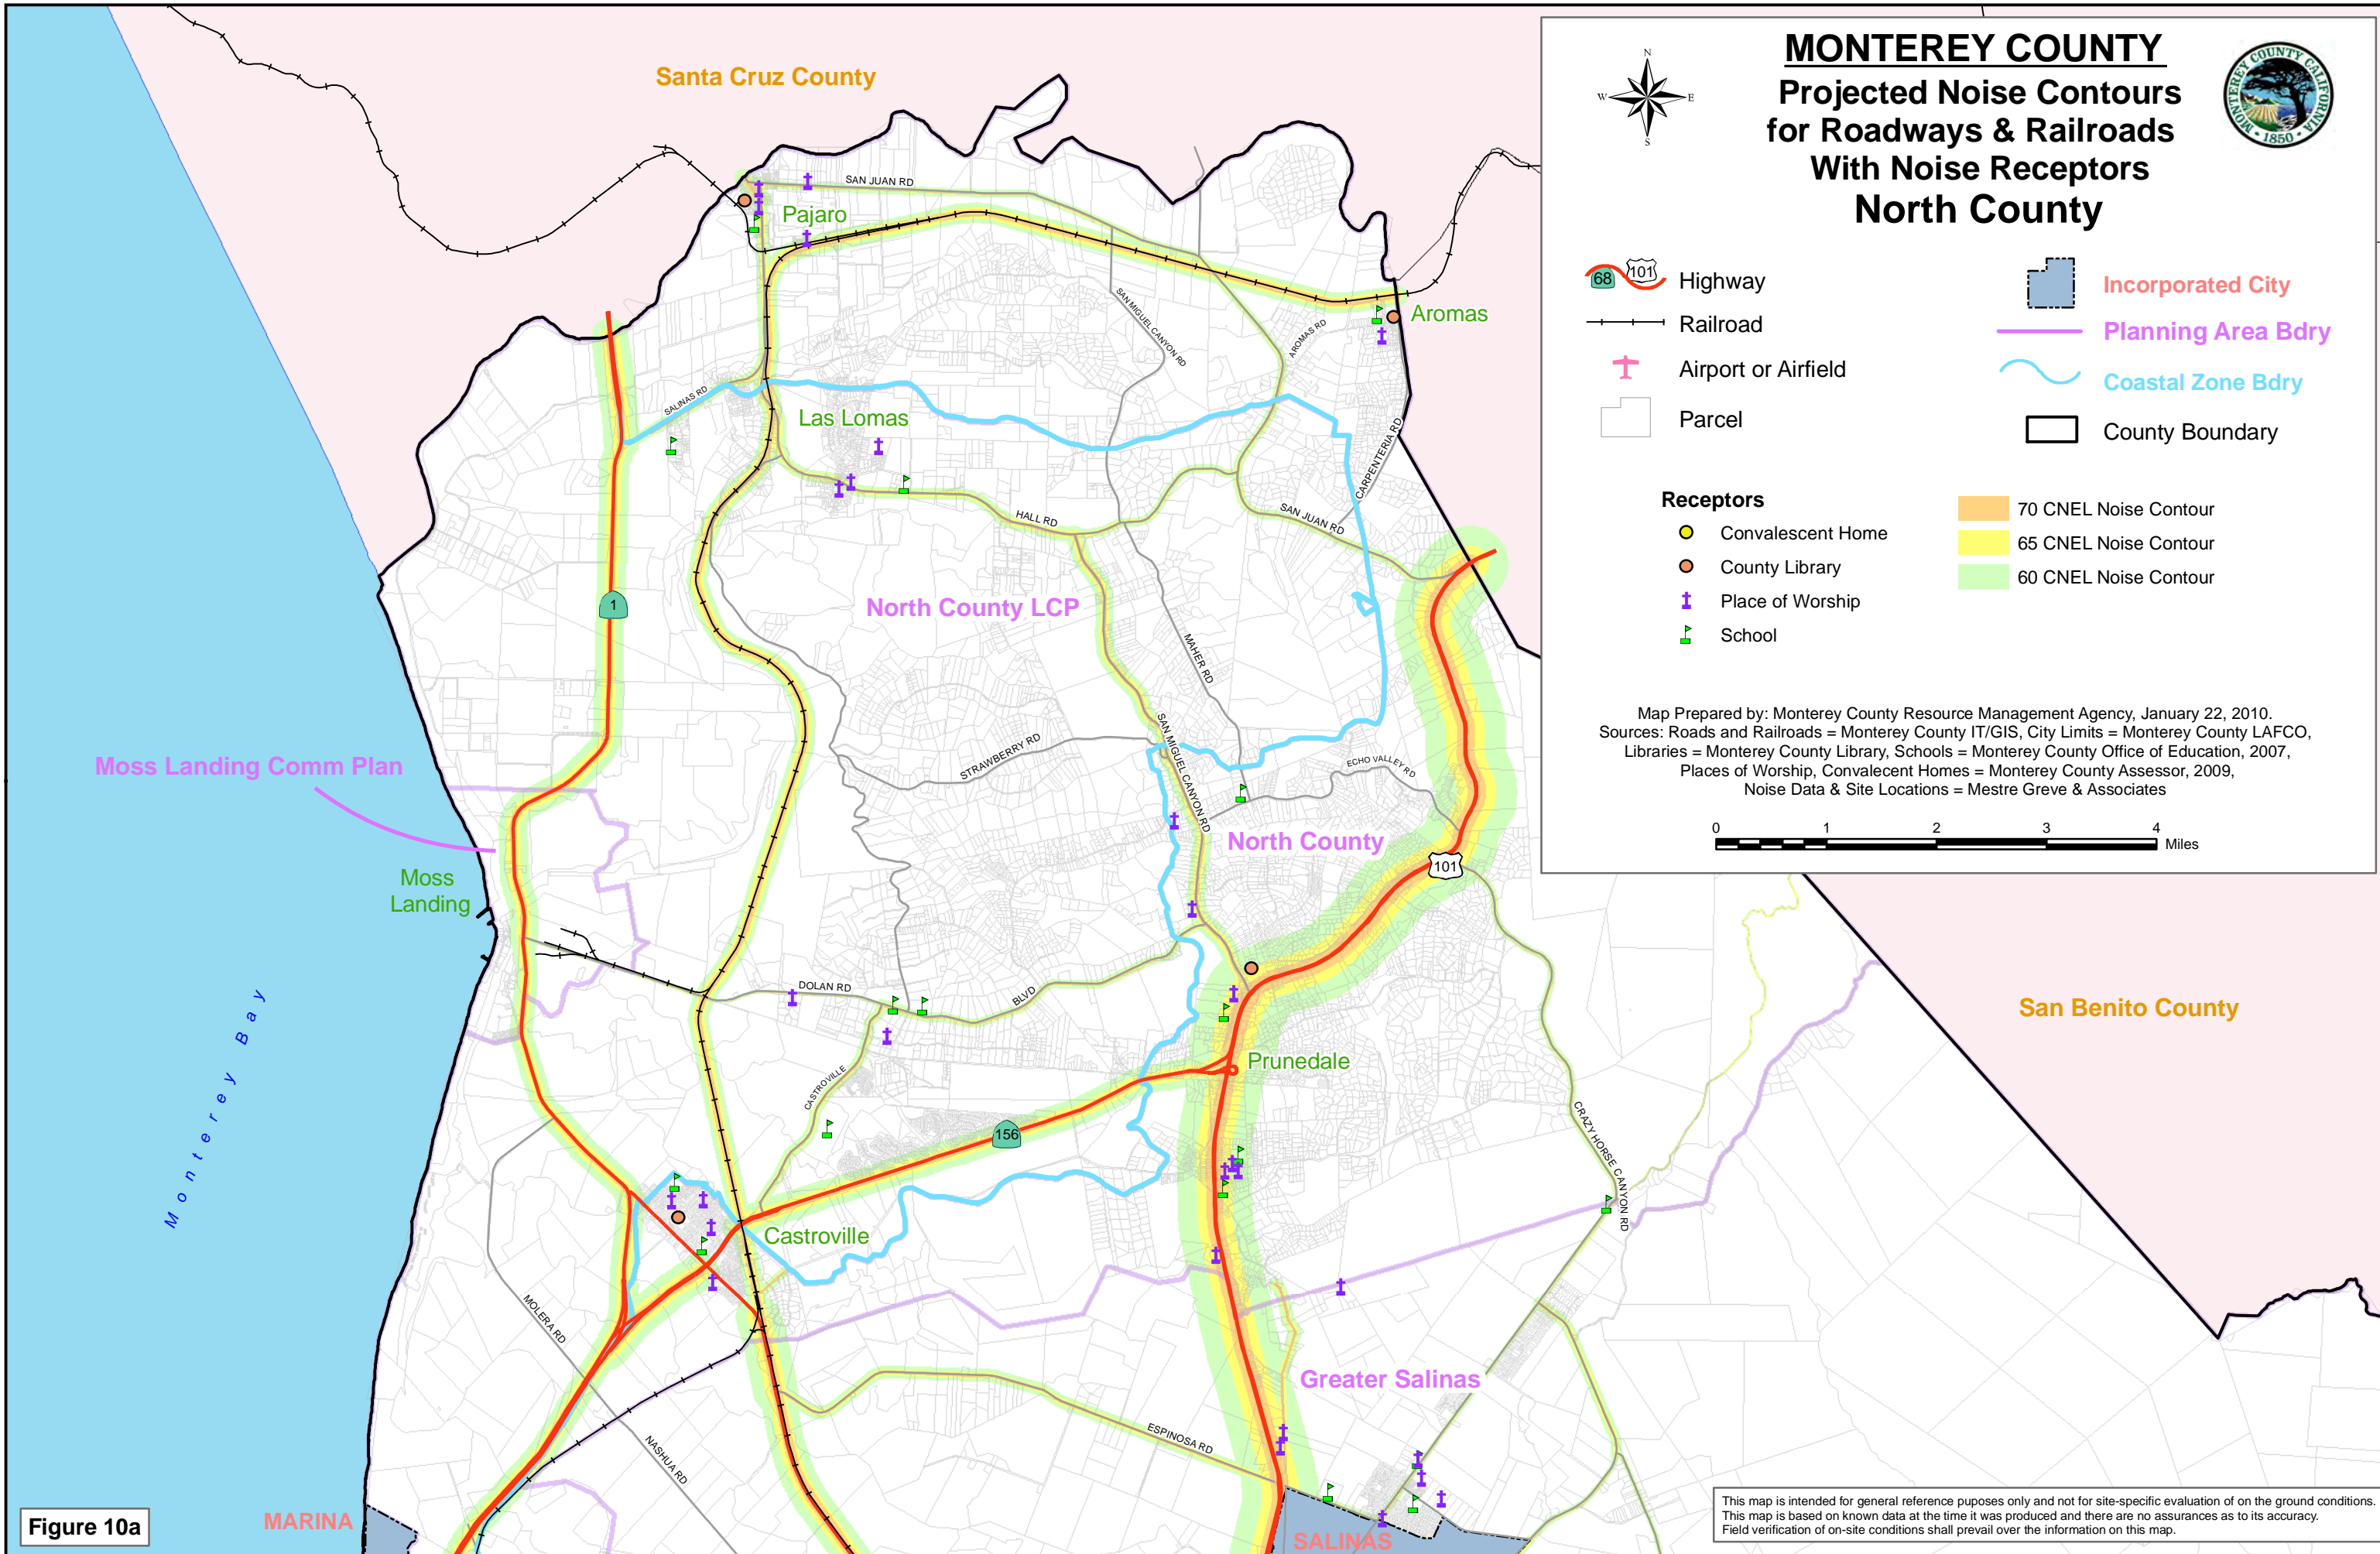 MONTEREY COUNTY
Projected Noise Contours
for Roadways & Railroads
With Noise Receptors
North County
N
W
E
S
MONTEREY COUNTY CALIFORNIA
• 1850 •
68
101
Highway
Railroad
Airport or Airfield
Parcel
Incorporated City
Planning Area Bdry
Coastal Zone Bdry
County Boundary
Receptors
Convalescent Home
County Library
Place of Worship
School
70 CNEL Noise Contour
65 CNEL Noise Contour
60 CNEL Noise Contour
Map Prepared by: Monterey County Resource Management Agency, January 22, 2010.
Sources: Roads and Railroads = Monterey County IT/GIS, City Limits = Monterey County LAFCO,
Libraries = Monterey County Library, Schools = Monterey County Office of Education, 2007,
Places of Worship, Convalecent Homes = Monterey County Assessor, 2009,
Noise Data & Site Locations = Mestre Greve & Associates
0
1
2
3
4
Miles
Santa Cruz County
SAN JUAN RD
Pajaro
SAN MIGUEL CANYON RD
AROMAS RD
Aromas
SALINAS RD
Las Lomas
CARPENTERIA RD
HALL RD
SAN JUAN RD
1
North County LCP
MAHER RD
SAN MIGUEL CANYON RD
STRAWBERRY RD
ECHO VALLEY RD
Moss Landing Comm Plan
North County
101
Moss
Landing
DOLAN RD
BLVD
San Benito County
Monterey Bay
Prunedale
CASTROVILLE
156
CRAZY HORSE CANYON RD
Castroville
MOLERA RD
Greater Salinas
NASHUA RD
ESPINOSA RD
MARINA
SALINAS
Figure 10a
This map is intended for general reference puposes only and not for site-specific evaluation of on the ground conditions.
This map is based on known data at the time it was produced and there are no assurances as to its accuracy.
Field verification of on-site conditions shall prevail over the information on this map.